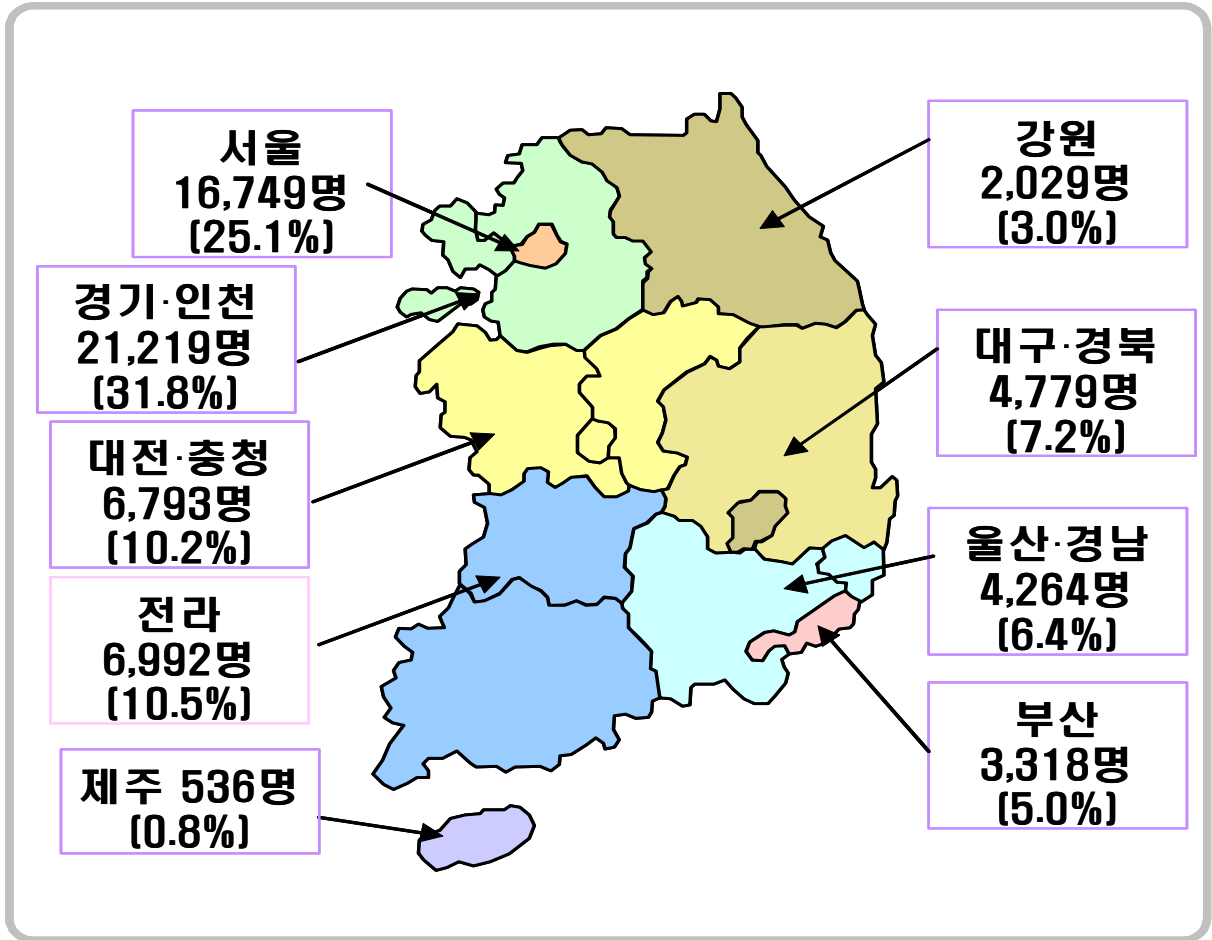 서울
16,749명
(25.1%)
경기·인천
21,219명
(31.8%)
대전·충청
6,793명
(10.2%)
전라
6,992명
(10.5%)
제주 536명
(0.8%)
강원
2,029명
(3.0%)
대구·경북
4,779명
(7.2%)
울산·경남
4,264명
(6.4%)
부산
3,318명
(5.0%)